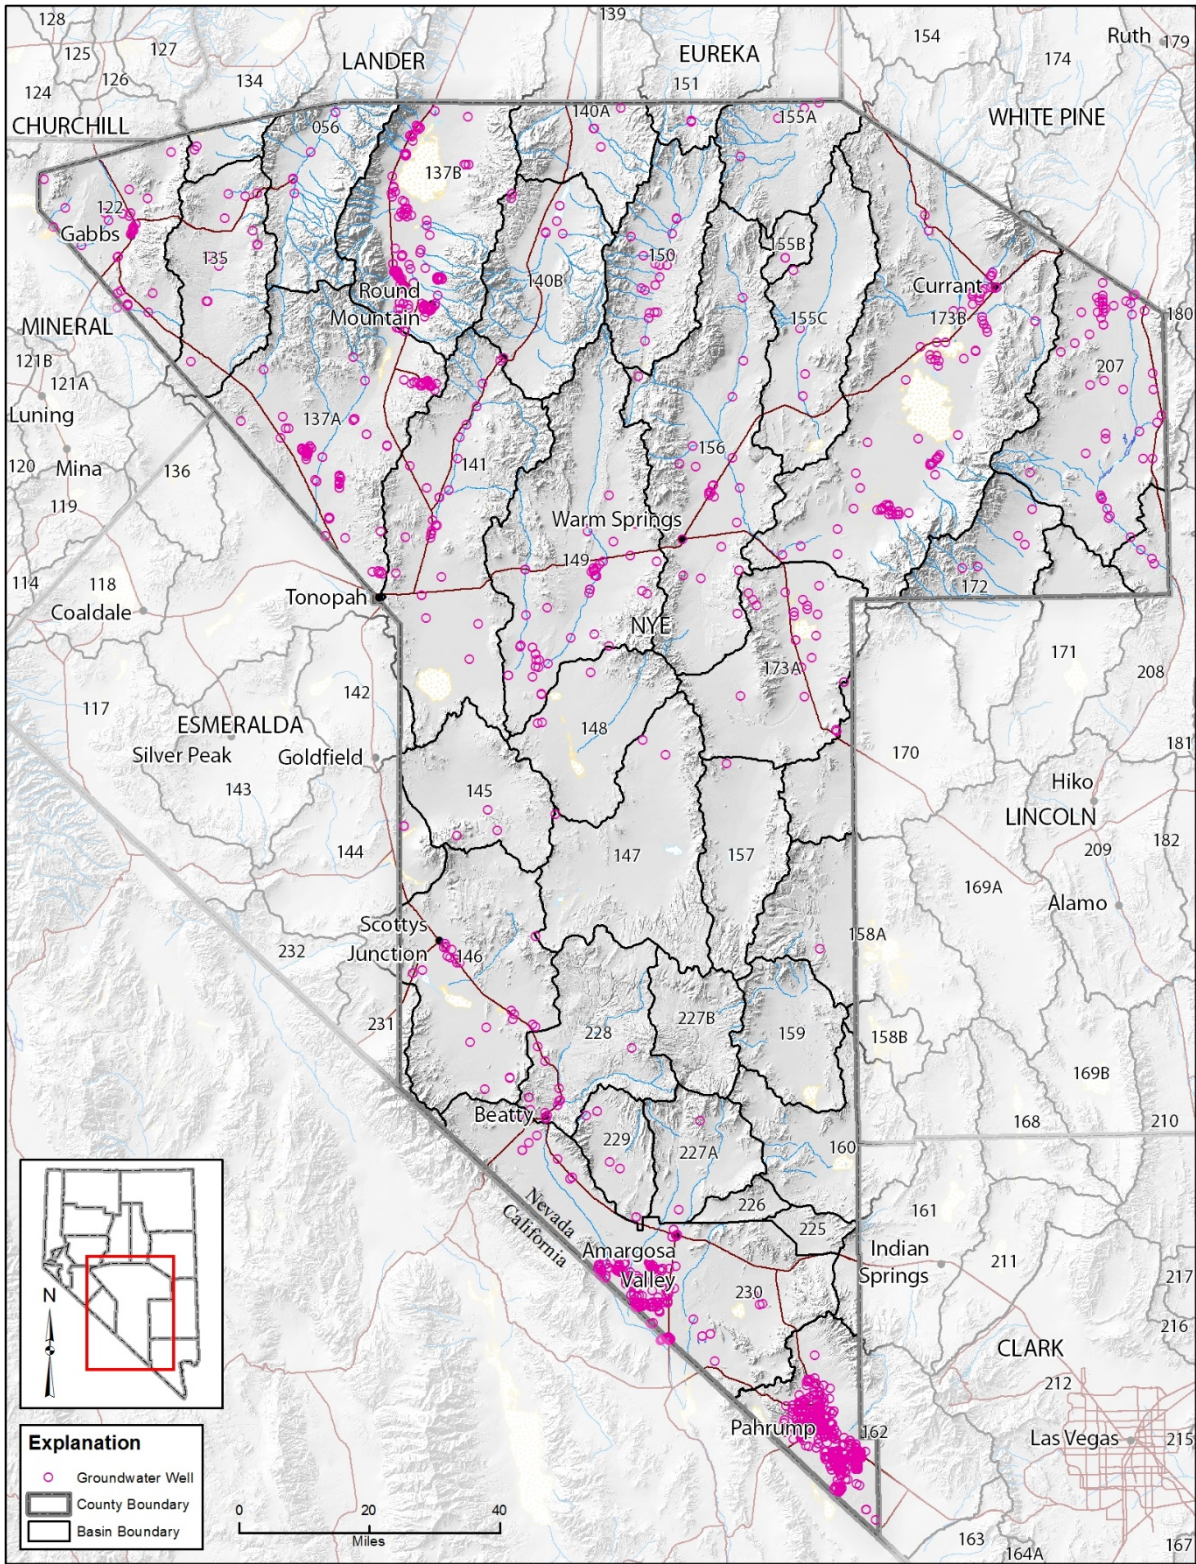 128
139
154
Ruth
179
125
127
LANDER
EUREKA
174
126
134
151
124
WHITE PINE
CHURCHILL
056
140A
155A
137B
122
Gabbs
135
150
155B
140B
Currant
Round
Mountain
173B
180
MINERAL
155C
121B
207
121A
Luning
137A
156
141
120
Mina
136
119
Warm Springs
149
114
118
172
Tonopah
Coaldale
NYE
171
173A
208
142
117
ESMERALDA
148
Silver Peak
Goldfield
170
181
143
145
Hiko
LINCOLN
144
147
157
209
182
169A
Alamo
Scottys
Junction
146
158A
232
231
228
227B
159
158B
169B
Beatty
168
210
229
227A
160
Nevada
California
226
225
161
Amargosa
Valley
Indian
Springs
211
217
230
216
N
CLARK
212
Pahrump
162
Las Vegas
215
Explanation
Groundwater Well
County Boundary
Basin Boundary
0
20
40
Miles
163
164A
167